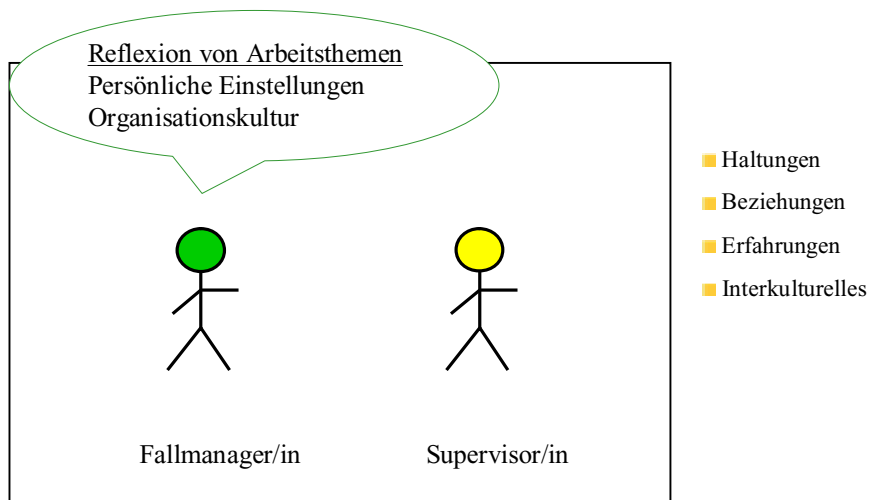 Reflexion von Arbeitsthemen
Persönliche Einstellungen
Organisationskultur
Haltungen
Beziehungen
Erfahrungen
Interkulturelles
Fallmanager/in
Supervisor/in